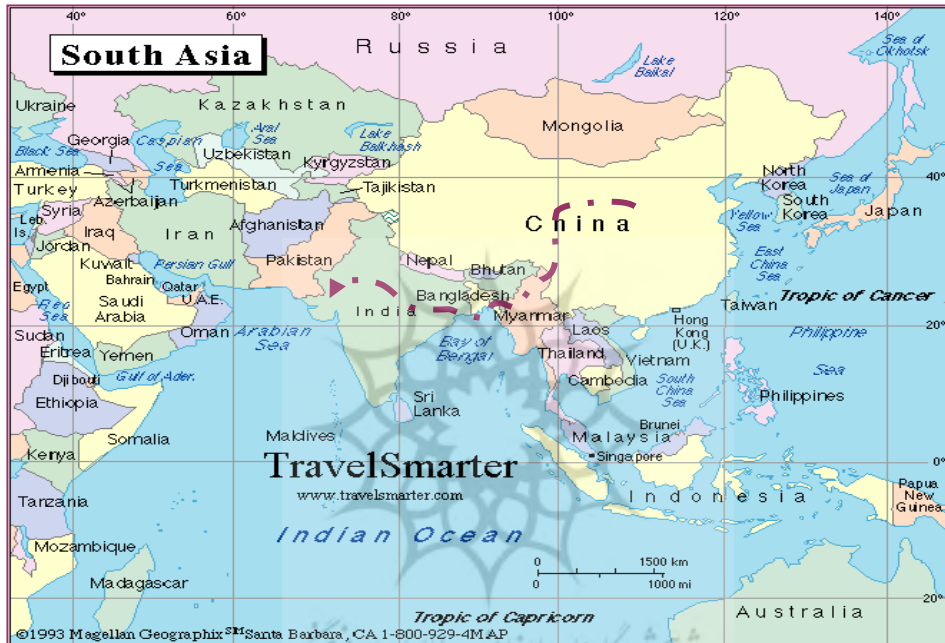 40° 60° 80° 100° 120° 140°
South Asia
Russia
Sea of
Okhotsk
Lake
Baikal
Ukraine
Kazakhstan
Mongolia
Georgia
Caspian
Sea
Aral
Sea
Lake
Balkhash
Black Sea
Uzbekistan
Kyrgyzstan
Armenia
Turkey
Azerbaijan
Turkmenistan
Tajikistan
North
Korea
Sea of
Japan
40°
South
Korea
Japan
Syria
Leb.
Is.
Iraq
Iran
Afghanistan
China
Yellow
Sea
Jordan
Kuwait
Persian Gulf
Pakistan
Nepal
Bhutan
East
China
Sea
Bahrain
Qatar
Egypt
Red
Sea
Saudi
Arabia
U.A.E.
Bangladesh
India
Myanmar
Taiwan
Tropic of Cancer
Hong
Kong
(U.K.)
20°
Sudan
Oman
Arabian
Sea
Laos
Philippine
Sea
Eritrea
Yemen
Bay of
Bengal
Thailand
Vietnam
Djibouti
Gulf of Aden
Cambodia
South
China
Sea
Philippines
Ethiopia
Sri
Lanka
Somalia
Maldives
Brunei
Malaysia
Kenya
Singapore
0°
TravelSmarter
www.travelsmarter.com
Indonesia
Papua
New
Guinea
Tanzania
Indian Ocean
Mozambique
0 1500 km
0 1000 mi
Madagascar
20°
Tropic of Capricorn
Australia
©1993 Magellan Geographix℠Santa Barbara, CA 1-800-929-4MAP